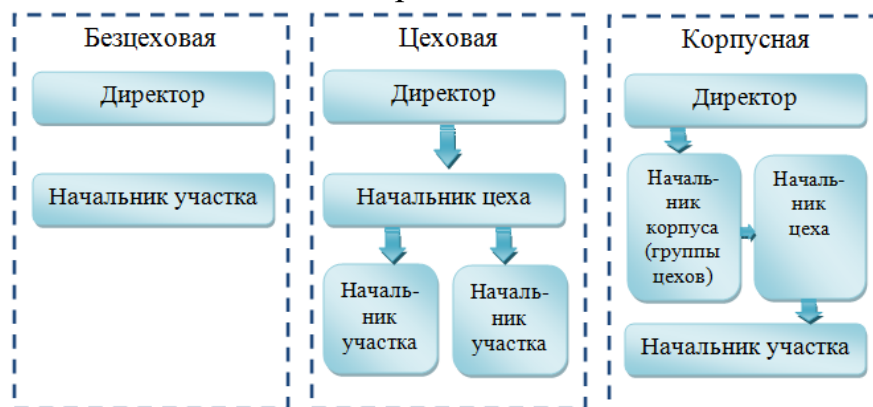 Безцеховая
Директор
Начальник участка
Цеховая
Директор
Начальник цеха
Началь-
ник
участка
Началь-
ник
участка
Корпусная
Директор
Началь-
ник
корпуса
(группы
цехов)
Началь-
ник
цеха
Начальник участка